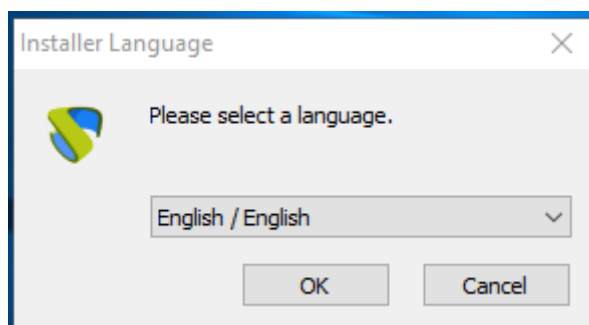 Installer Language
Please select a language.
English / English
OK
Cancel